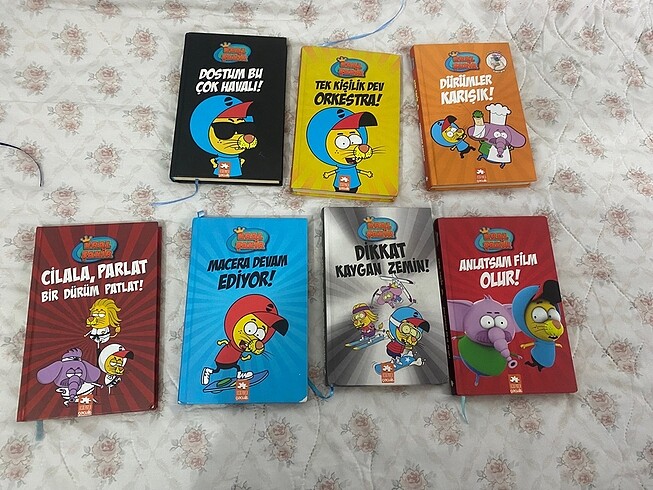 DOSTUM BU
ÇOK HAVALI!
TEK KİŞİLİK DEV
ORKESTRA!
DÜRÜMLER
KARIŞIK!
CİLALA, PARLAT
BİR DÜRÜM PATLAT!
MACERA DEVAM
EDİYOR!
DİKKAT
KAYGAN ZEMİN!
ANLATSAM FİLM
OLUR!